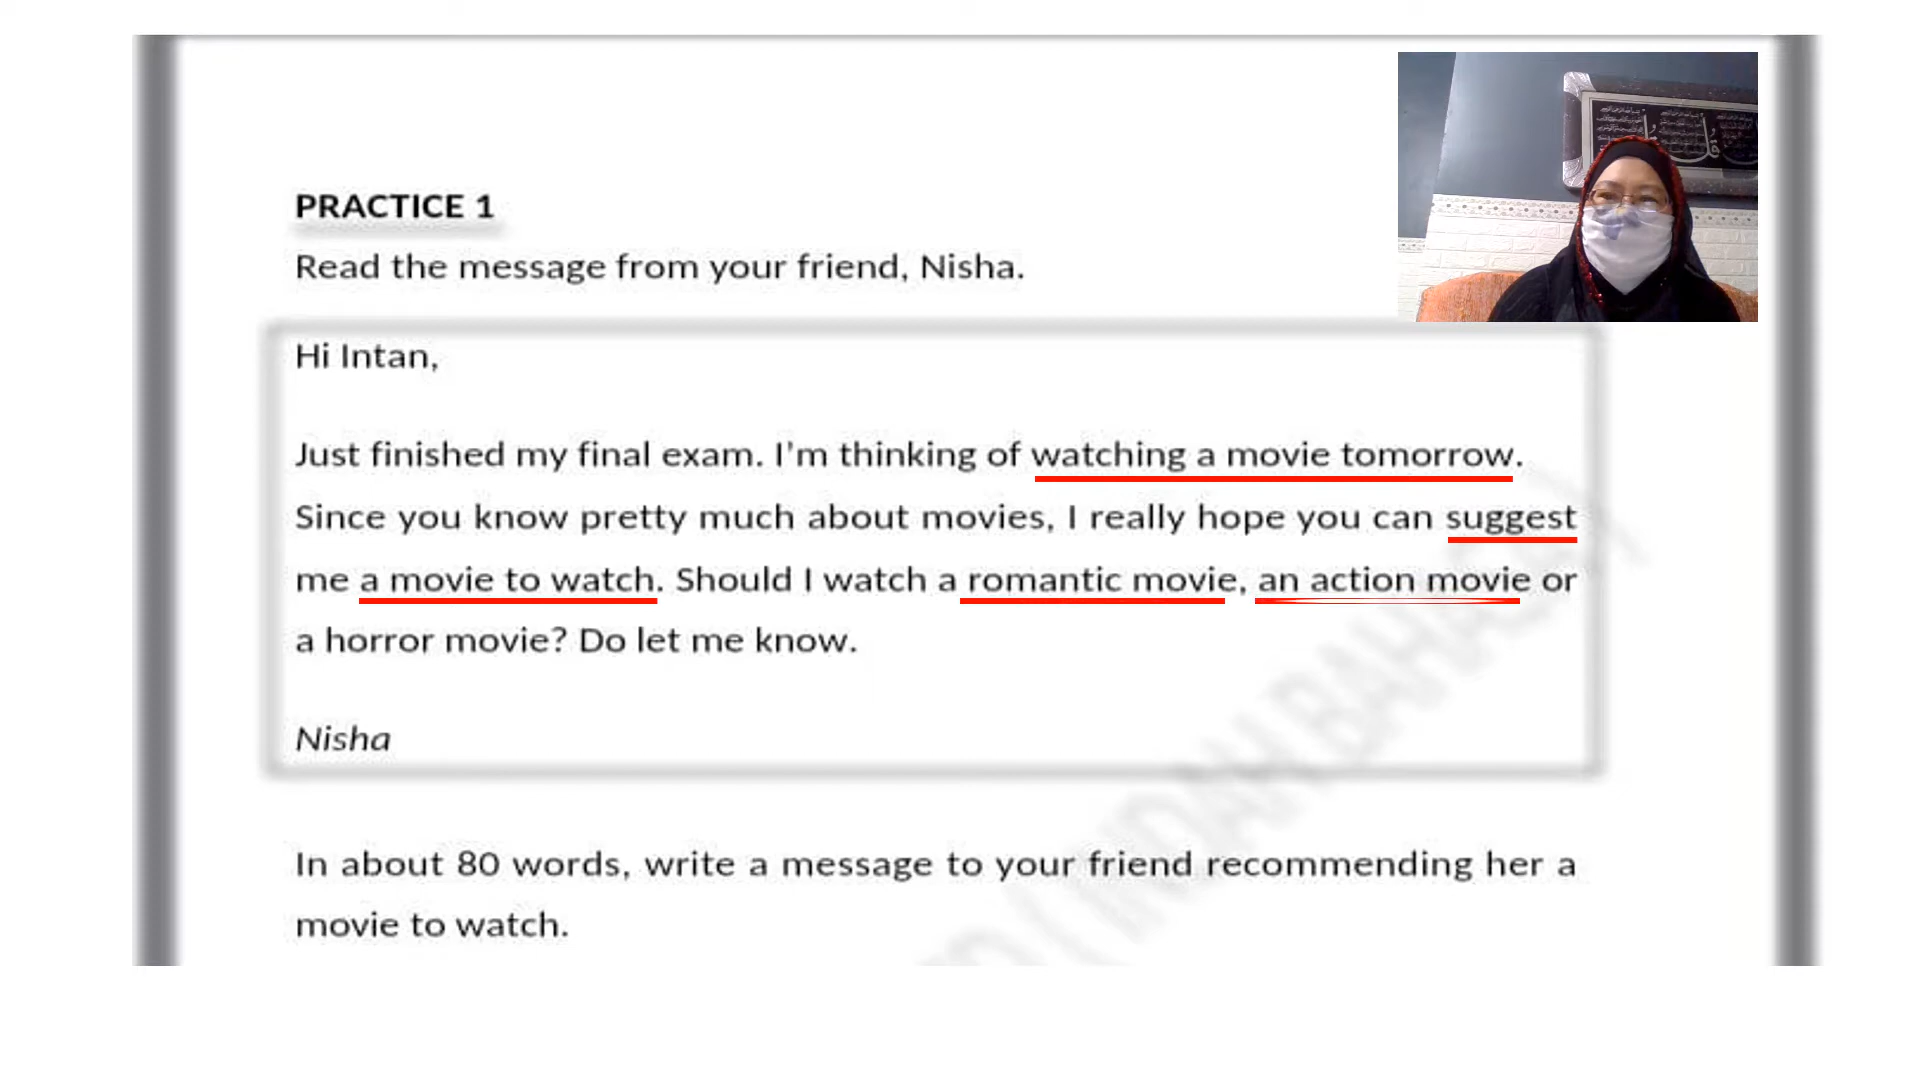 PRACTICE 1
Read the message from your friend, Nisha.
Hi Intan,
Just finished my final exam. I'm thinking of watching a movie tomorrow.
Since you know pretty much about movies, I really hope you can suggest
me a movie to watch. Should I watch a romantic movie, an action movie or
a horror movie? Do let me know.
Nisha
In about 80 words, write a message to your friend recommending her a
movie to watch.